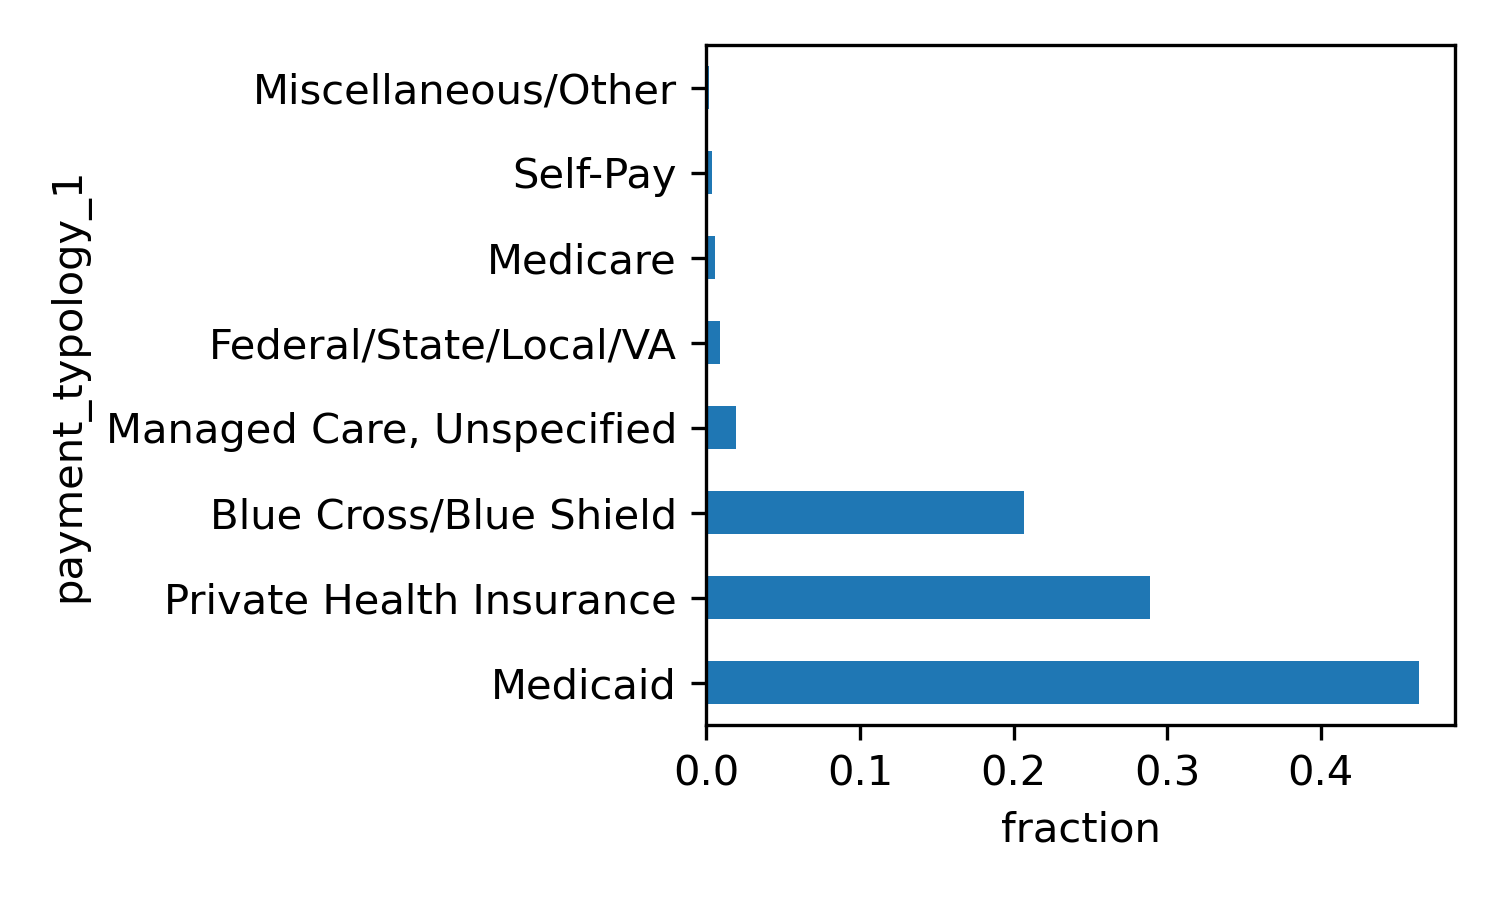 payment_typology_1
Miscellaneous/Other
Self-Pay
Medicare
Federal/State/Local/VA
Managed Care, Unspecified
Blue Cross/Blue Shield
Private Health Insurance
Medicaid
0.0 0.1 0.2 0.3 0.4
fraction